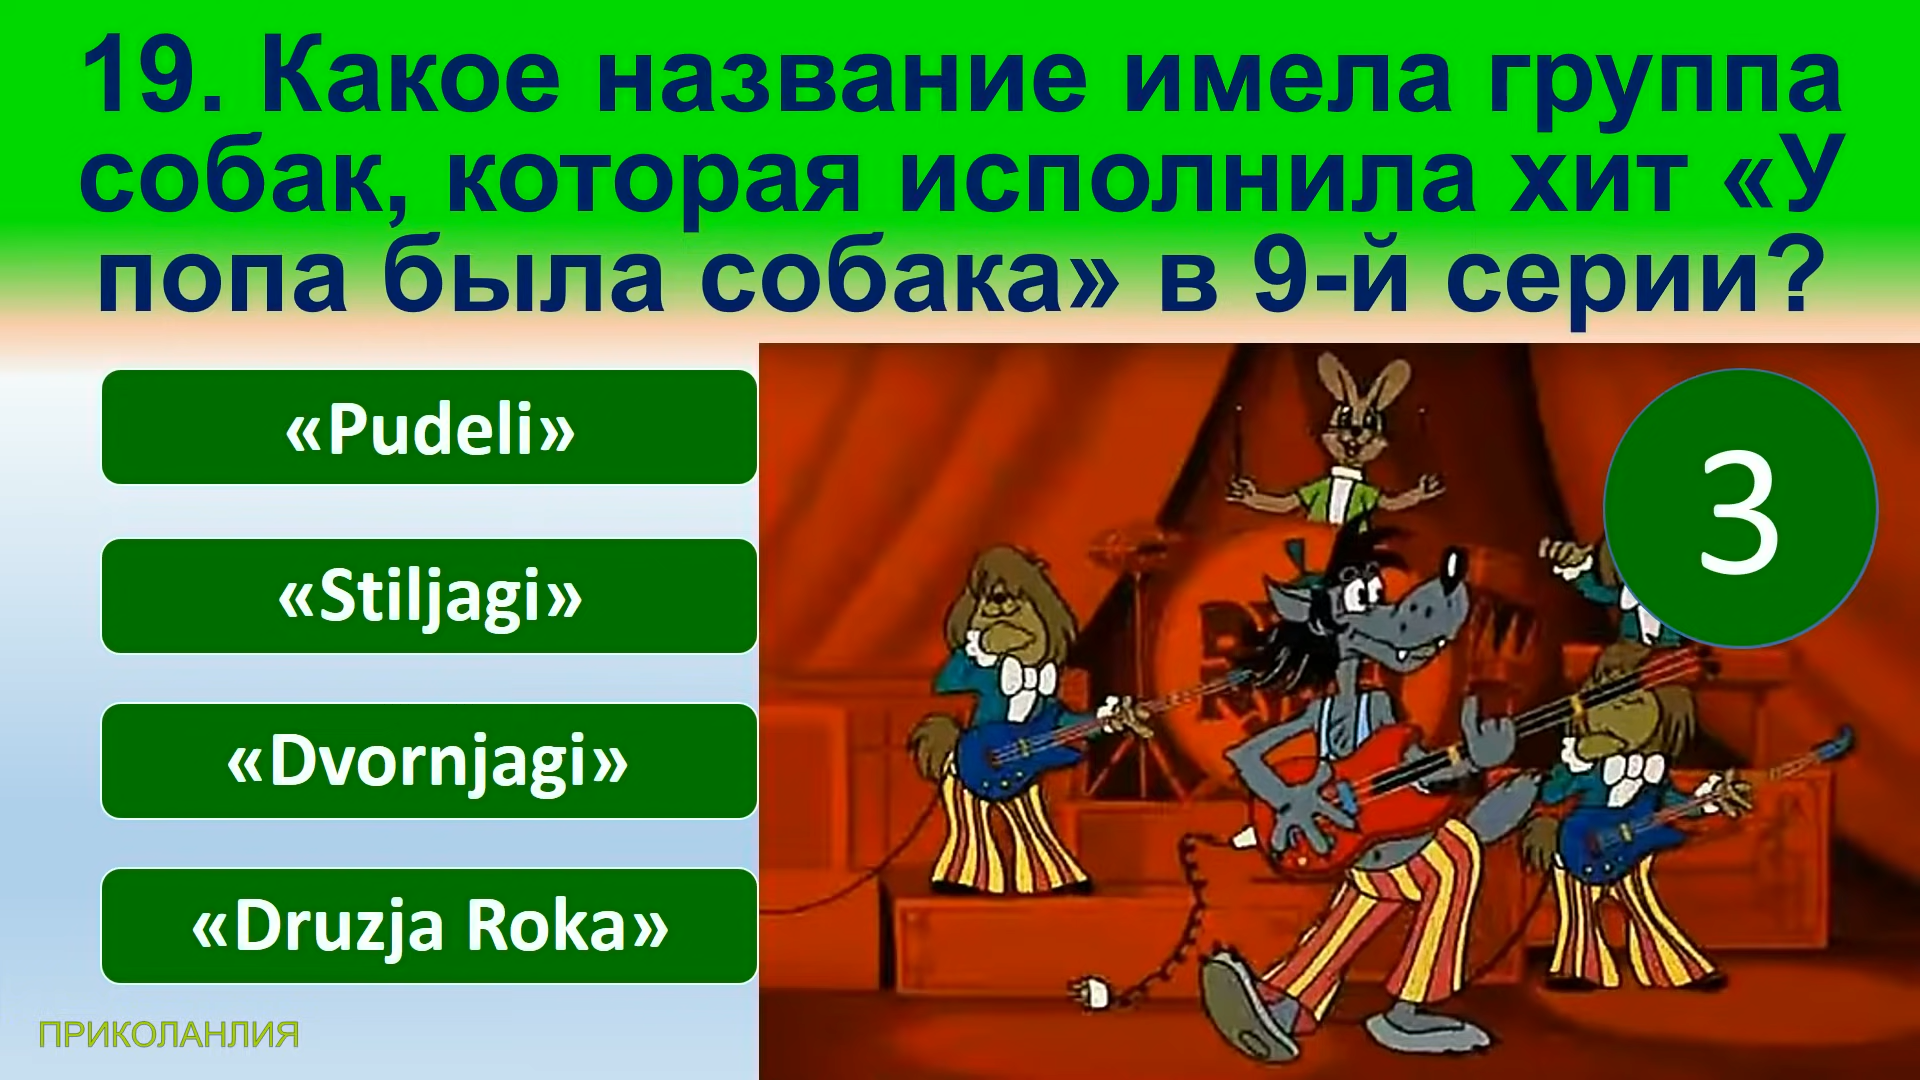 19. Какое название имела группа
собак, которая исполнила хит «У
попа была собака» в 9-й серии?
«Pudeli»
3
«Stiljagi»
«Dvornjagi»
«Druzja Roka»
ПРИКОЛАНЛИЯ